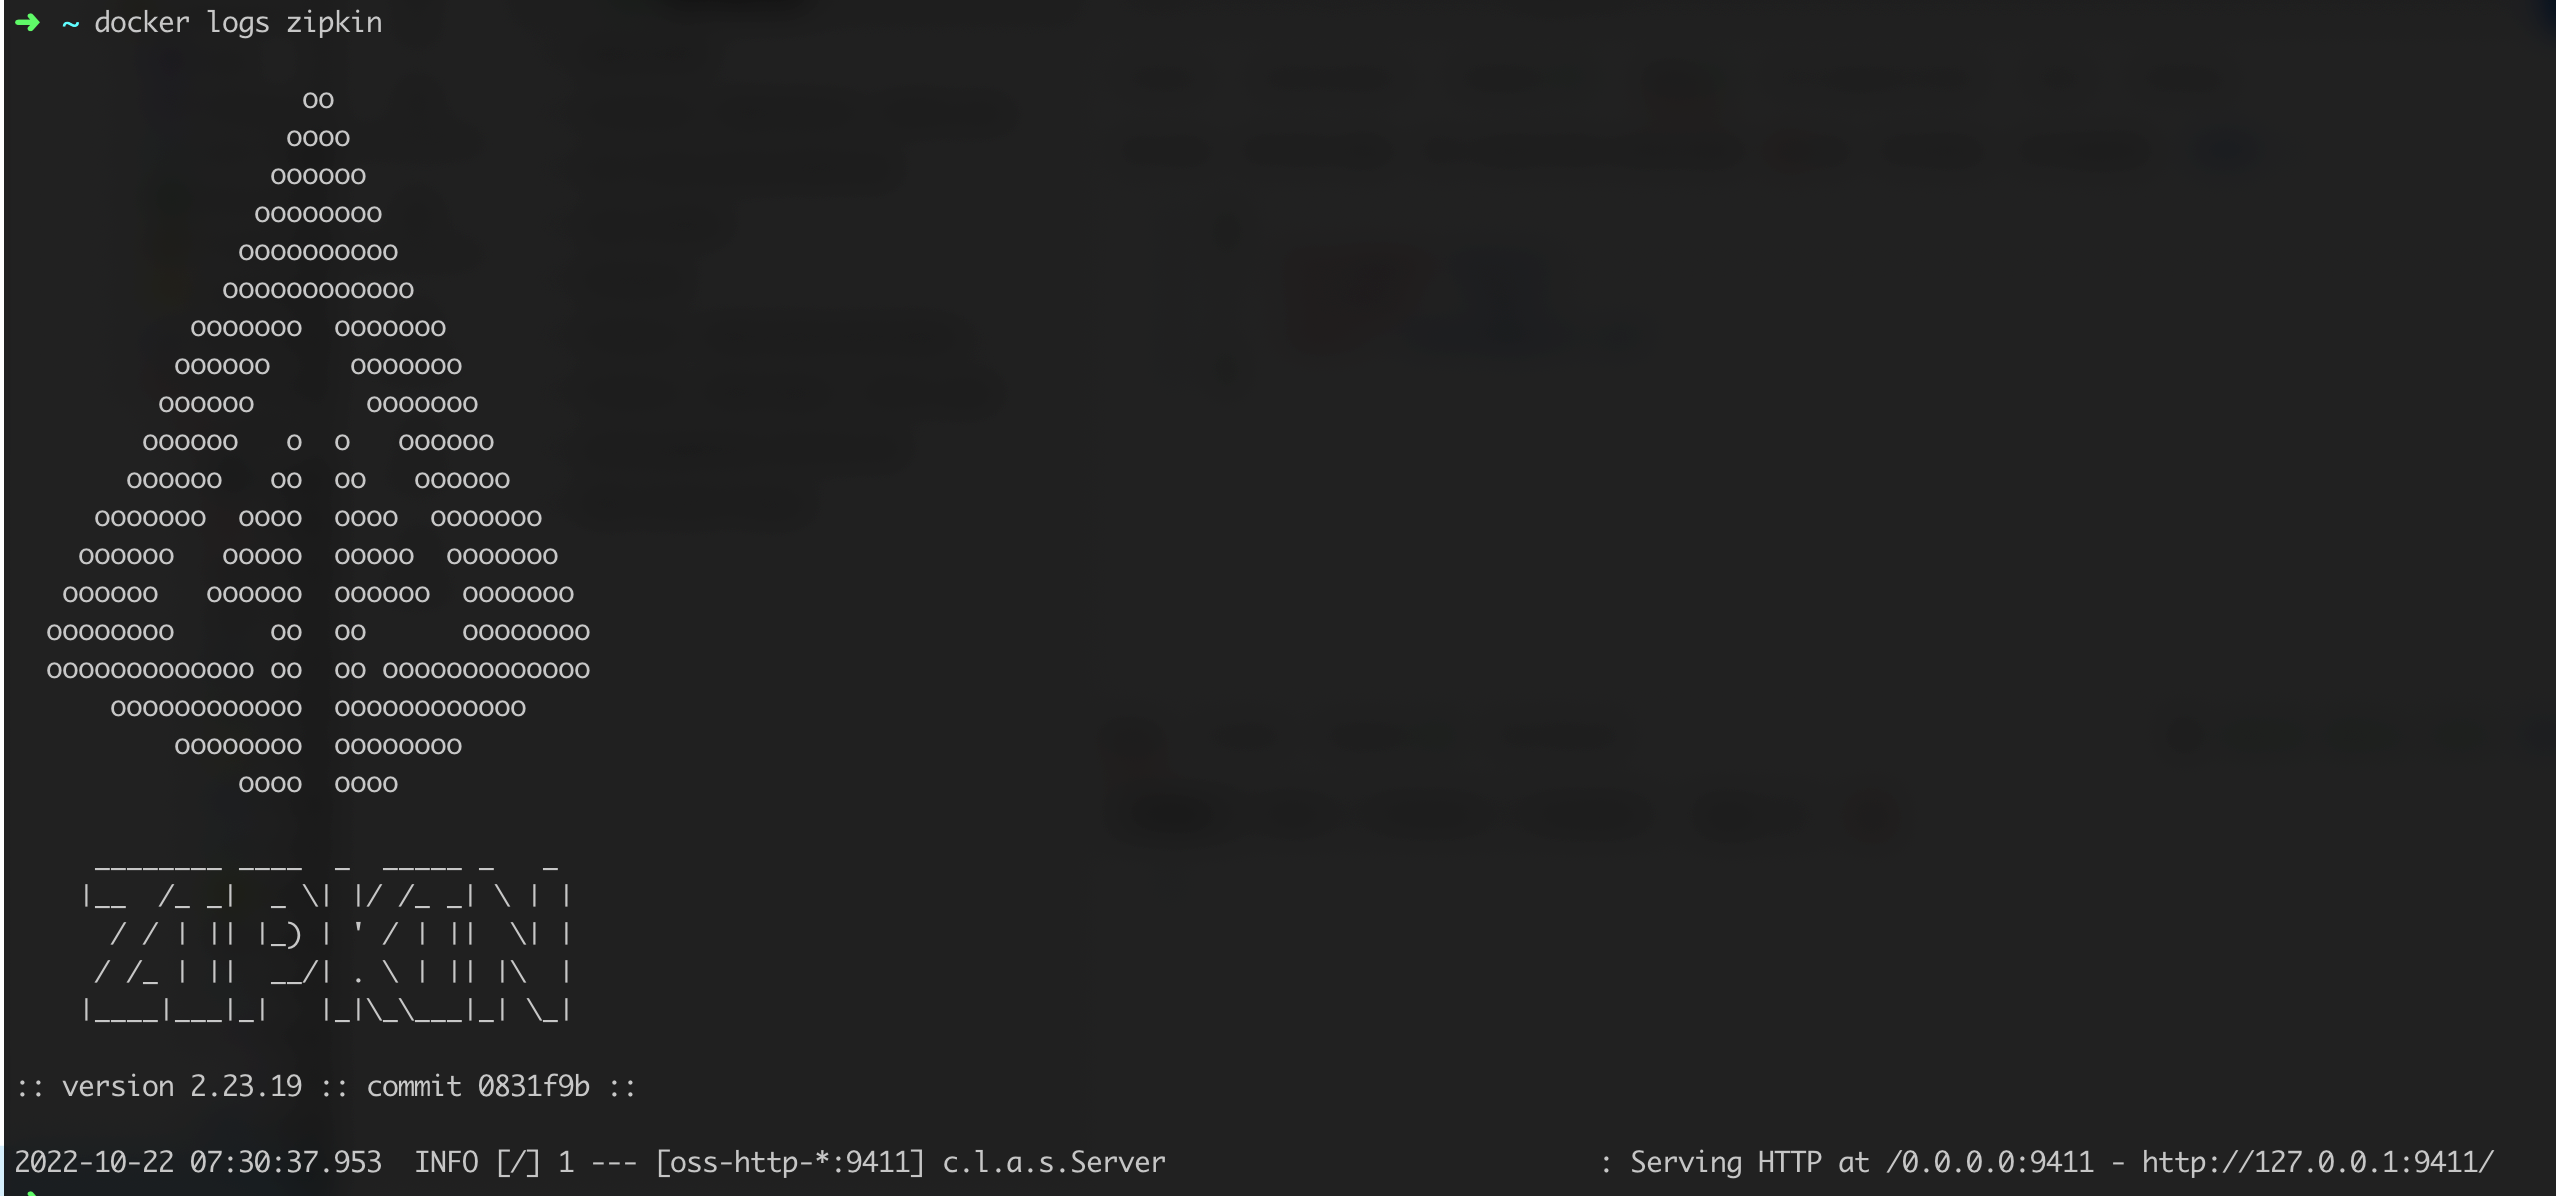 ➜  ~ docker logs zipkin
                  oo
                 oooo
                oooooo
               oooooooo
              oooooooooo
             oooooooooooo
           ooooooo  ooooooo
          oooooo     ooooooo
         oooooo       ooooooo
        oooooo   o  o   oooooo
       oooooo   oo  oo   oooooo
     ooooooo  oooo  oooo  ooooooo
    oooooo   ooooo  ooooo  ooooooo
   oooooo   oooooo  oooooo  ooooooo
  oooooooo      oo  oo      oooooooo
  ooooooooooooo oo  oo ooooooooooooo
      oooooooooooo  oooooooooooo
          oooooooo  oooooooo
              oooo  oooo
     ________ ____  _  _____ _   _
    |__  /_ _|  _ \| |/ /_ _| \ | |
      / / | || |_) | ' / | ||  \| |
     / /_ | ||  __/| . \ | || |\  |
    |____|___|_|   |_|\_\___|_| \_|
:: version 2.23.19 :: commit 0831f9b ::
2022-10-22 07:30:37.953  INFO [/] 1 --- [oss-http-*:9411] c.l.a.s.Server                           : Serving HTTP at /0.0.0.0:9411 - http://127.0.0.1:9411/